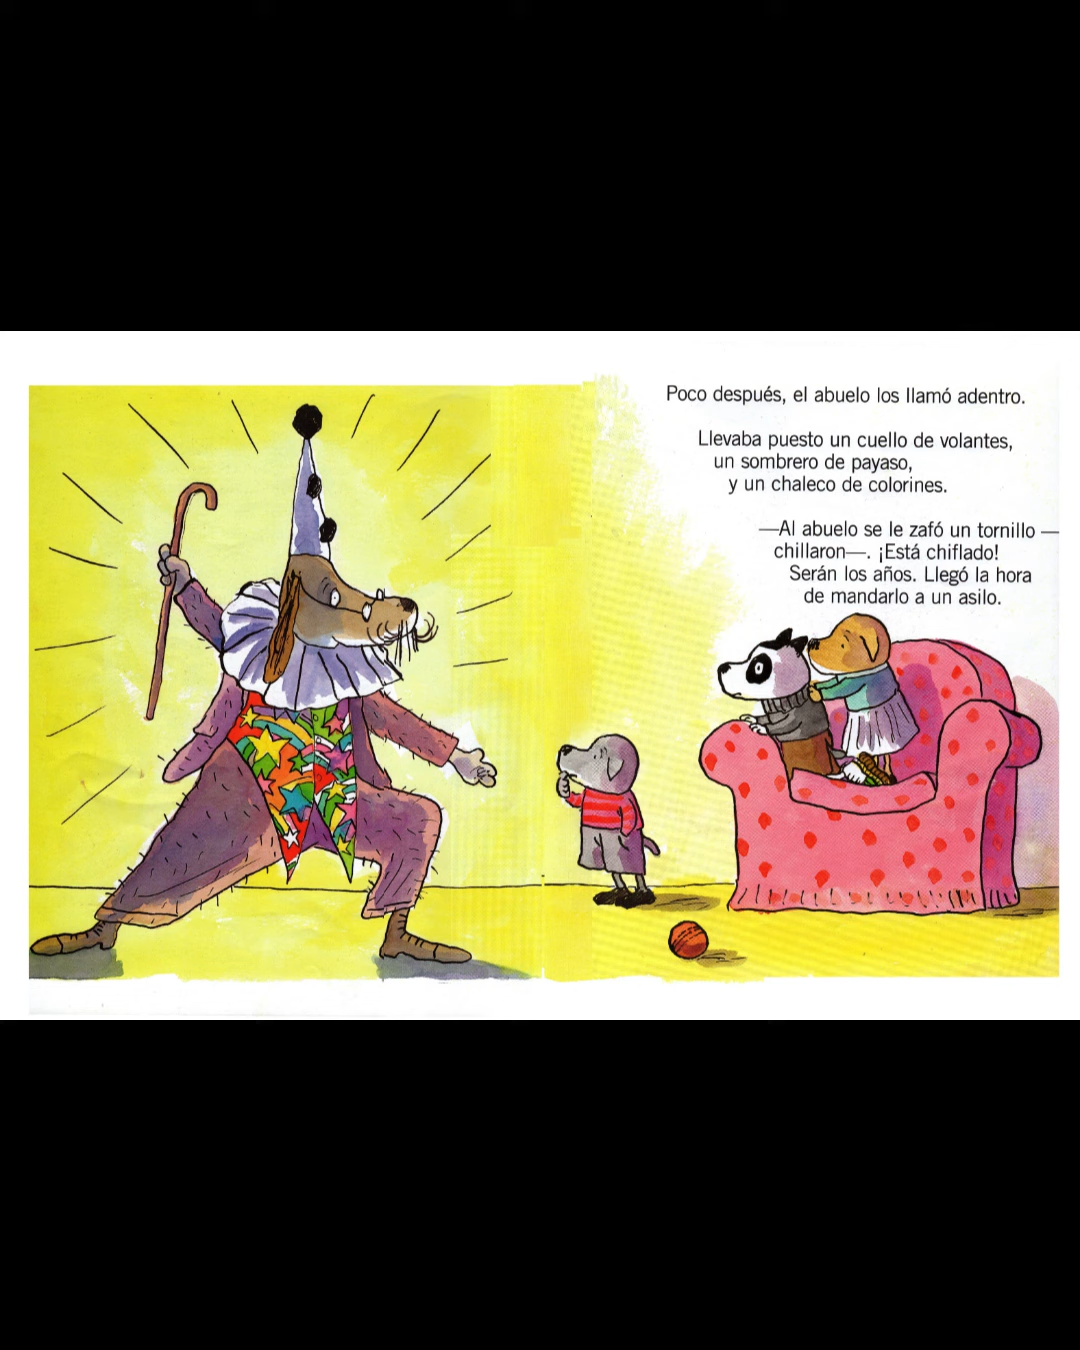 Poco después, el abuelo los llamó adentro.
Llevaba puesto un cuello de volantes,
un sombrero de payaso,
y un chaleco de colorines.
—Al abuelo se le zafó un tornillo —
chillaron—. ¡Está chiflado!
Serán los años. Llegó la hora
de mandarlo a un asilo.